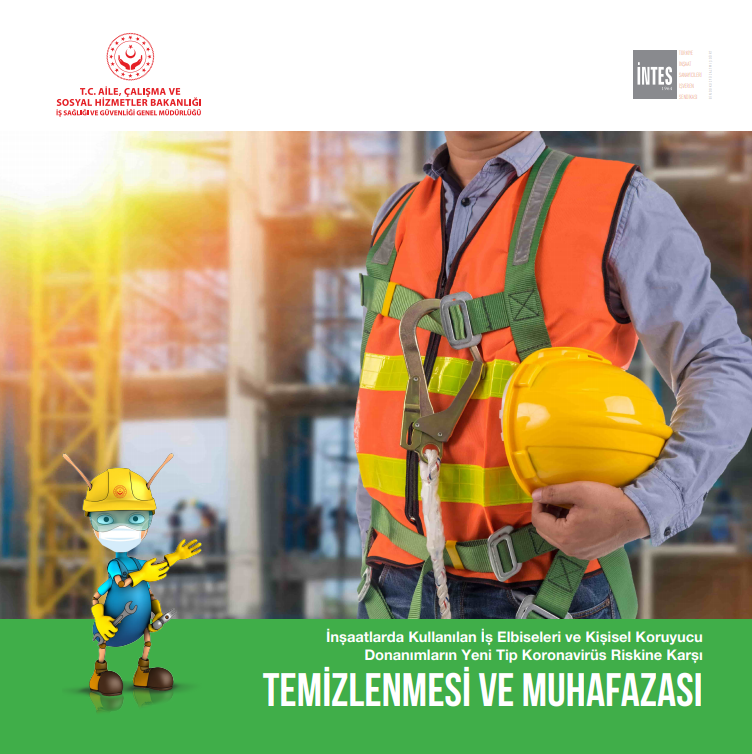 T.C. AİLE, ÇALIŞMA VE
SOSYAL HİZMETLER BAKANLIĞI
İŞ SAĞLIĞI VE GÜVENLİĞİ GENEL MÜDÜRLÜĞÜ
İNTES
1964
İnşaatlarda Kullanılan İş Elbiseleri ve Kişisel Koruyucu
Donanımların Yeni Tip Koronavirüs Riskine Karşı
TEMİZLENMESİ VE MUHAFAZASI